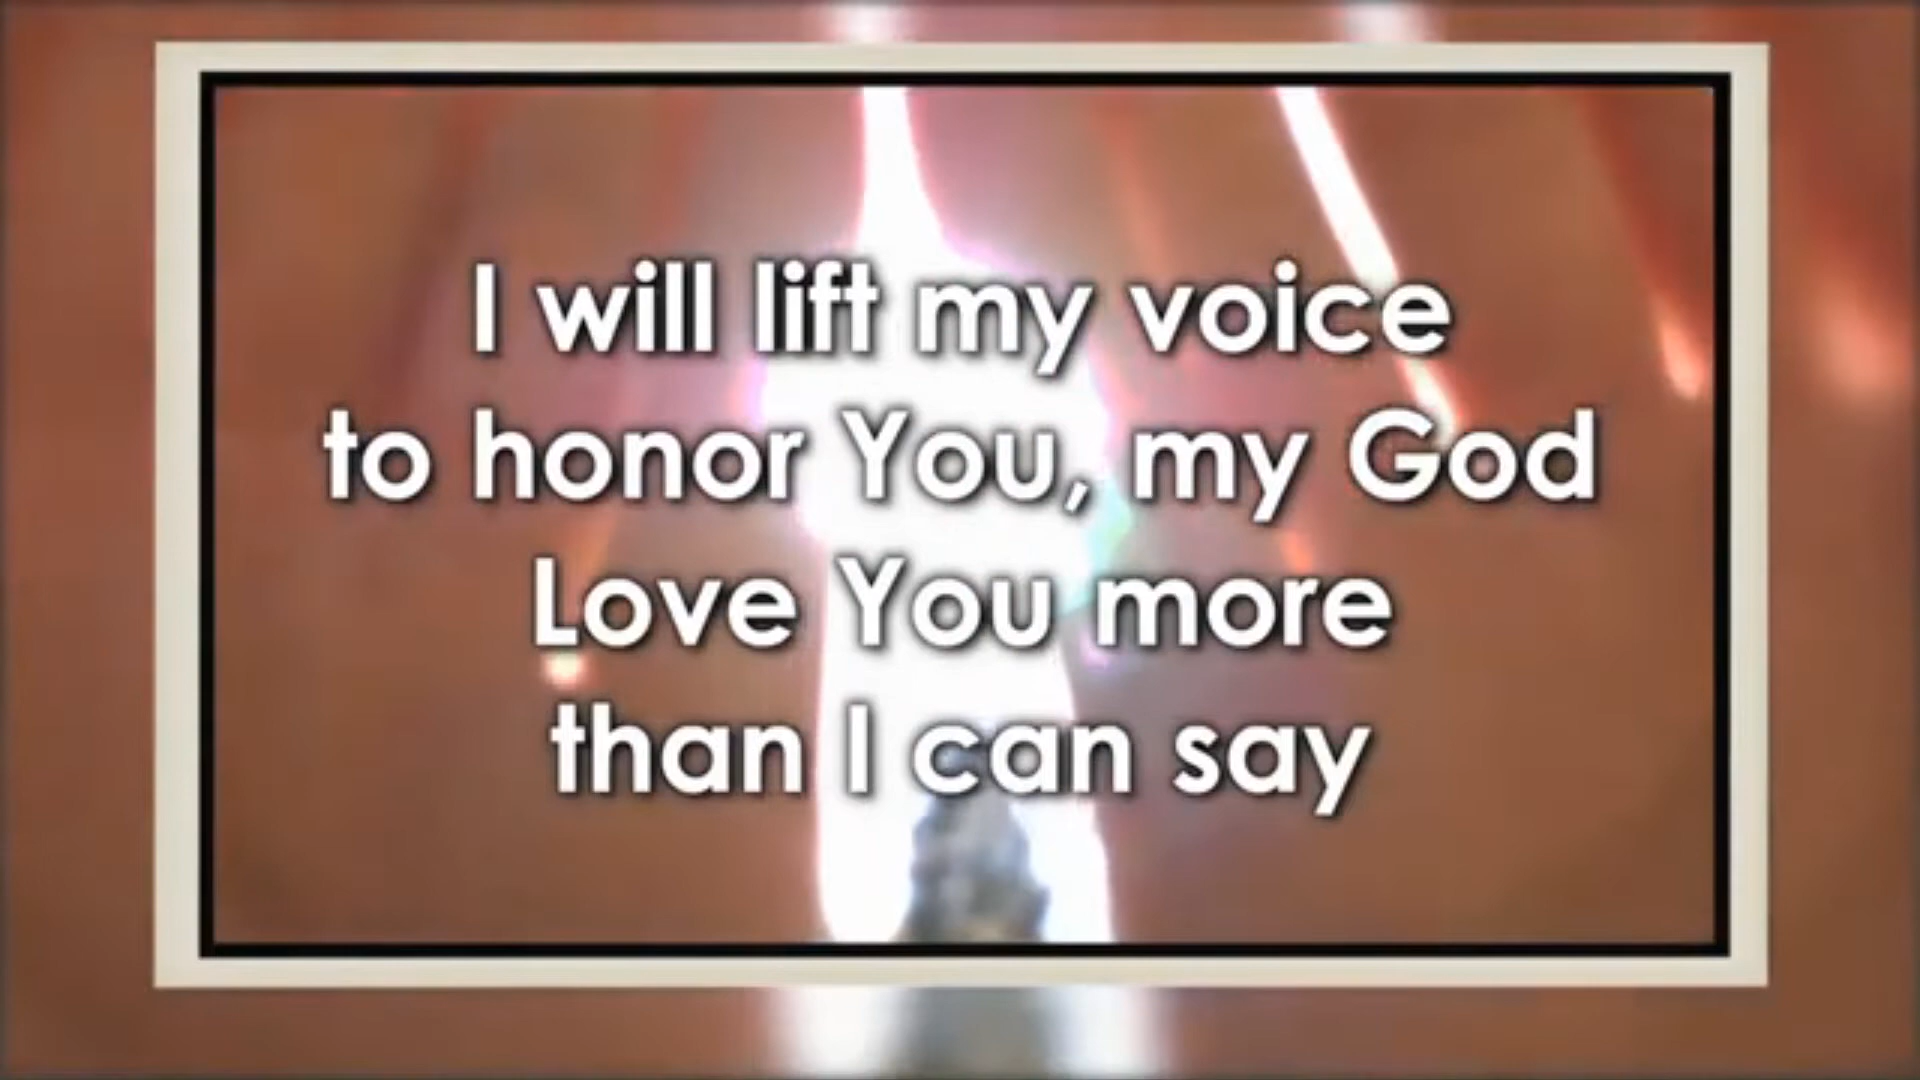 I will lift my voice
to honor You, my God
Love You more
than I can say